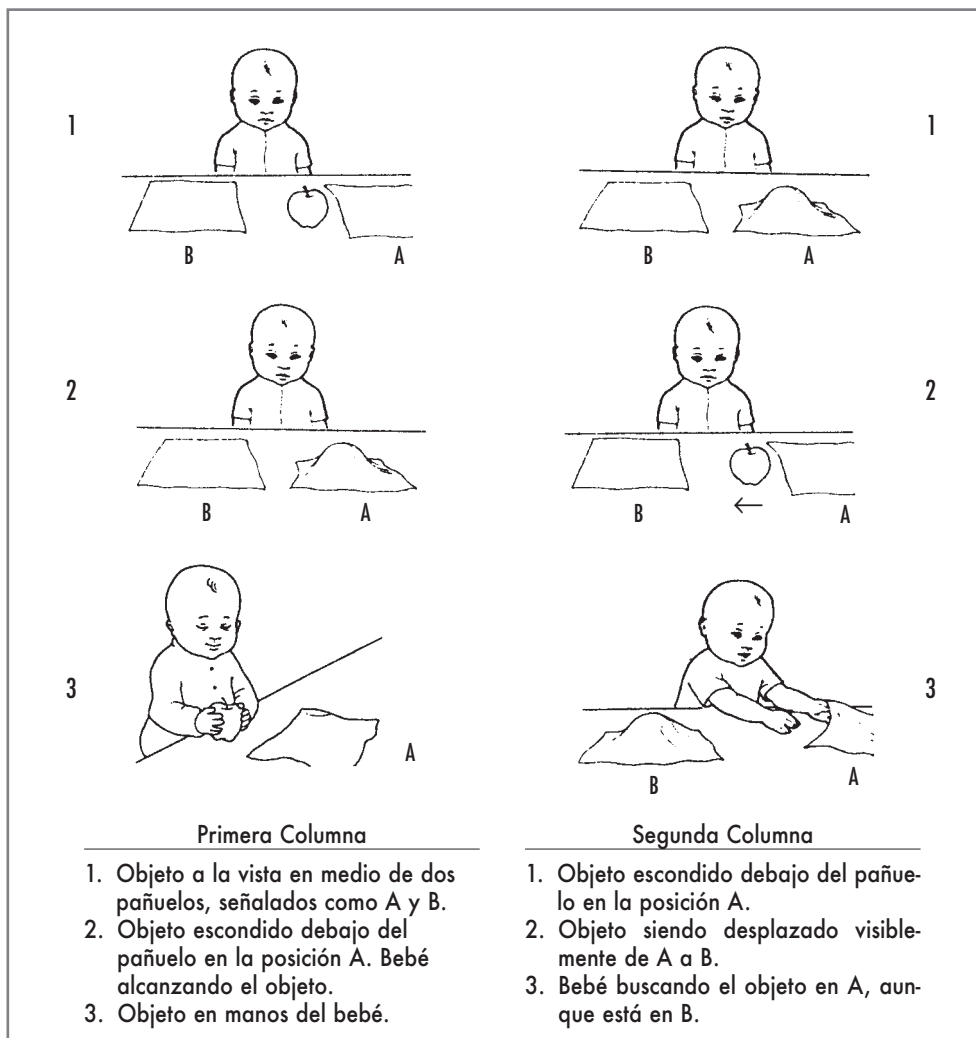 1
1
B
A
B
A
2
2
B
A
B
A
3
3
A
B
A
Primera Columna
1. Objeto a la vista en medio de dos
pañuelos, señalados como A y B.
2. Objeto escondido debajo del
pañuelo en la posición A. Bebé
alcanzando el objeto.
3. Objeto en manos del bebé.
Segunda Columna
1. Objeto escondido debajo del pañue-
lo en la posición A.
2. Objeto siendo desplazado visible-
mente de A a B.
3. Bebé buscando el objeto en A, aun-
que está en B.